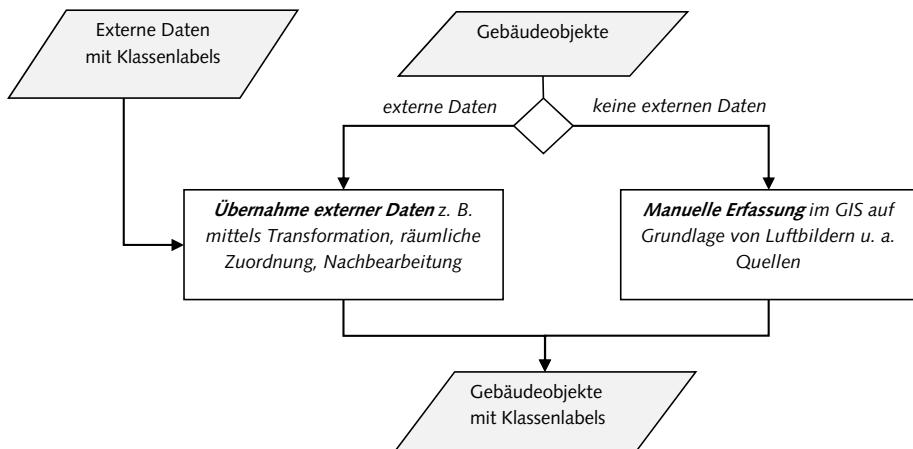 Externe Daten
mit Klassenlabels
Gebäudeobjekte
externe Daten
keine externen Daten
Übernahme externer Daten z. B.
mittels Transformation, räumliche
Zuordnung, Nachbearbeitung
Manuelle Erfassung im GIS auf
Grundlage von Luftbildern u. a.
Quellen
Gebäudeobjekte
mit Klassenlabels